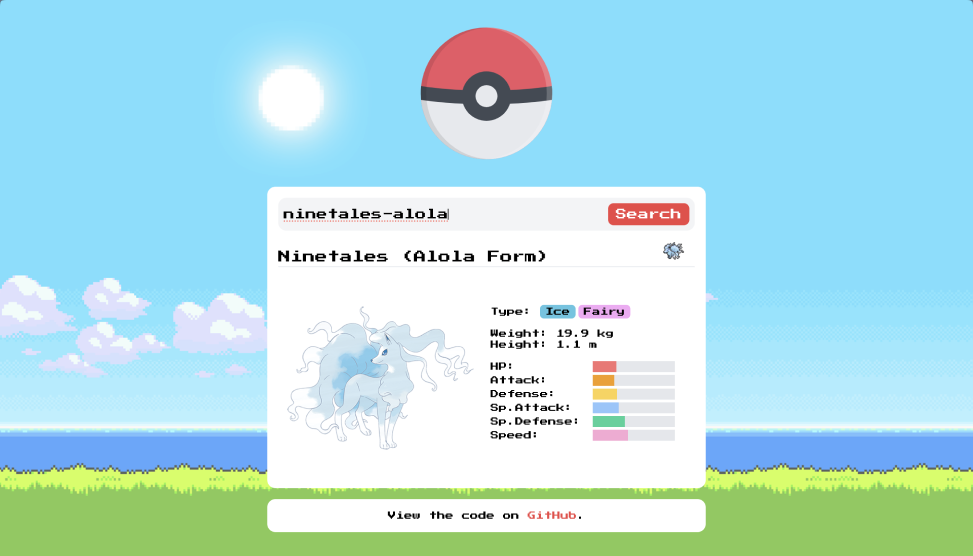 ninetales-alola
Search
Ninetales (Alola Form)
Type: Ice Fairy
Weight: 19.9 kg
Height: 1.1 m
HP:
Attack:
Defense:
Sp.Attack:
Sp.Defense:
Speed:
View the code on GitHub.